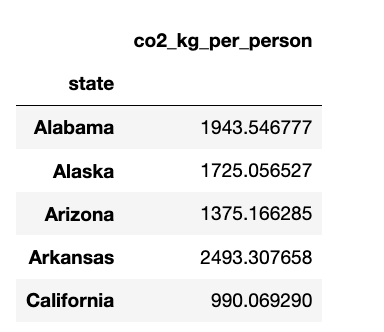 co2_kg_per_person
state
Alabama 1943.546777
Alaska 1725.056527
Arizona 1375.166285
Arkansas 2493.307658
California 990.069290